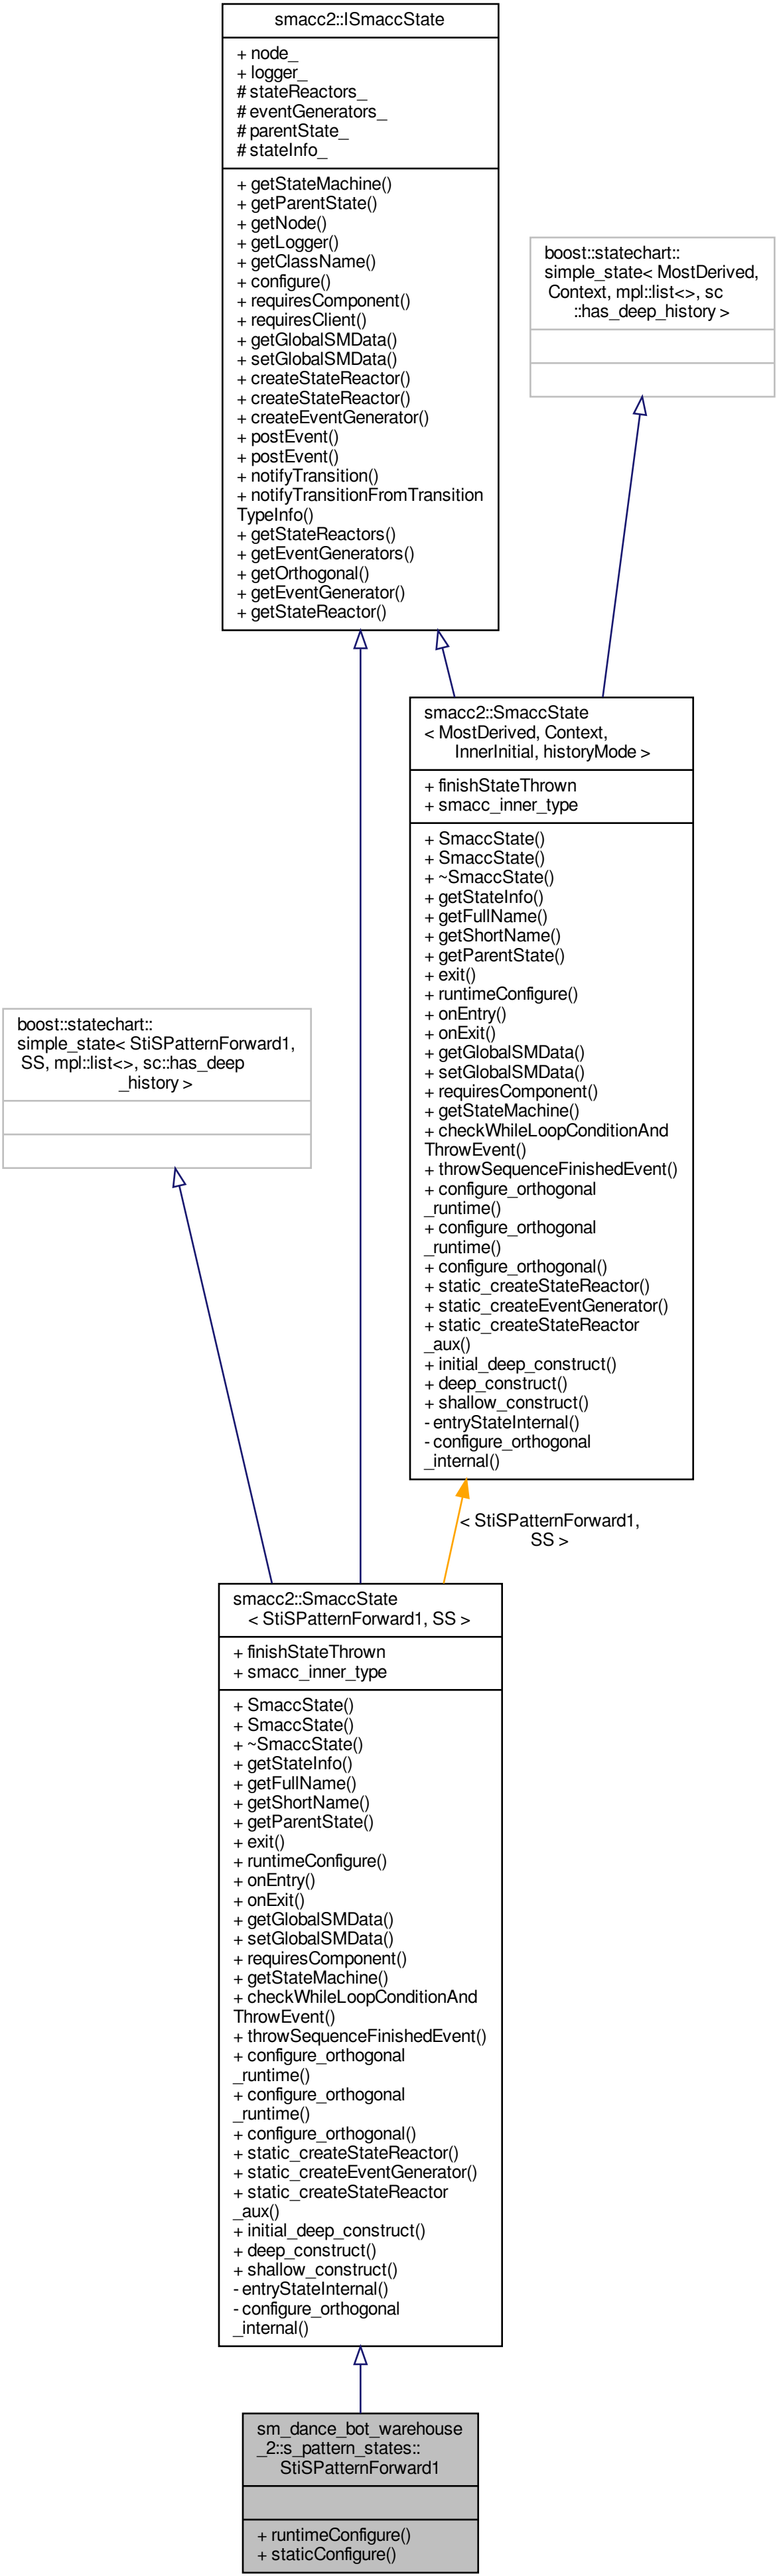 smacc2::ISmaccState
+ node_
+ logger_
# stateReactors_
# eventGenerators_
# parentState_
# stateInfo_
+ getStateMachine()
+ getParentState()
+ getNode()
+ getLogger()
+ getClassName()
+ configure()
+ requiresComponent()
+ requiresClient()
+ getGlobalSMData()
+ setGlobalSMData()
+ createStateReactor()
+ createStateReactor()
+ createEventGenerator()
+ postEvent()
+ postEvent()
+ notifyTransition()
+ notifyTransitionFromTransition
TypeInfo()
+ getStateReactors()
+ getEventGenerators()
+ getOrthogonal()
+ getEventGenerator()
+ getStateReactor()
boost::statechart::
simple_state< MostDerived,
Context, mpl::list<>, sc
::has_deep_history >
smacc2::SmaccState
< MostDerived, Context,
InnerInitial, historyMode >
+ finishStateThrown
+ smacc_inner_type
+ SmaccState()
+ SmaccState()
+ ~SmaccState()
+ getStateInfo()
+ getFullName()
+ getShortName()
+ getParentState()
+ exit()
+ runtimeConfigure()
+ onEntry()
+ onExit()
+ getGlobalSMData()
+ setGlobalSMData()
+ requiresComponent()
+ getStateMachine()
+ checkWhileLoopConditionAnd
ThrowEvent()
+ throwSequenceFinishedEvent()
+ configure_orthogonal
_runtime()
+ configure_orthogonal
_runtime()
+ configure_orthogonal()
+ static_createStateReactor()
+ static_createEventGenerator()
+ static_createStateReactor
_aux()
+ initial_deep_construct()
+ deep_construct()
+ shallow_construct()
- entryStateInternal()
- configure_orthogonal
_internal()
boost::statechart::
simple_state< StiSPatternForward1,
SS, mpl::list<>, sc::has_deep
_history >
< StiSPatternForward1,
SS >
smacc2::SmaccState
< StiSPatternForward1, SS >
+ finishStateThrown
+ smacc_inner_type
+ SmaccState()
+ SmaccState()
+ ~SmaccState()
+ getStateInfo()
+ getFullName()
+ getShortName()
+ getParentState()
+ exit()
+ runtimeConfigure()
+ onEntry()
+ onExit()
+ getGlobalSMData()
+ setGlobalSMData()
+ requiresComponent()
+ getStateMachine()
+ checkWhileLoopConditionAnd
ThrowEvent()
+ throwSequenceFinishedEvent()
+ configure_orthogonal
_runtime()
+ configure_orthogonal
_runtime()
+ configure_orthogonal()
+ static_createStateReactor()
+ static_createEventGenerator()
+ static_createStateReactor
_aux()
+ initial_deep_construct()
+ deep_construct()
+ shallow_construct()
- entryStateInternal()
- configure_orthogonal
_internal()
sm_dance_bot_warehouse
_2::s_pattern_states::
StiSPatternForward1
+ runtimeConfigure()
+ staticConfigure()